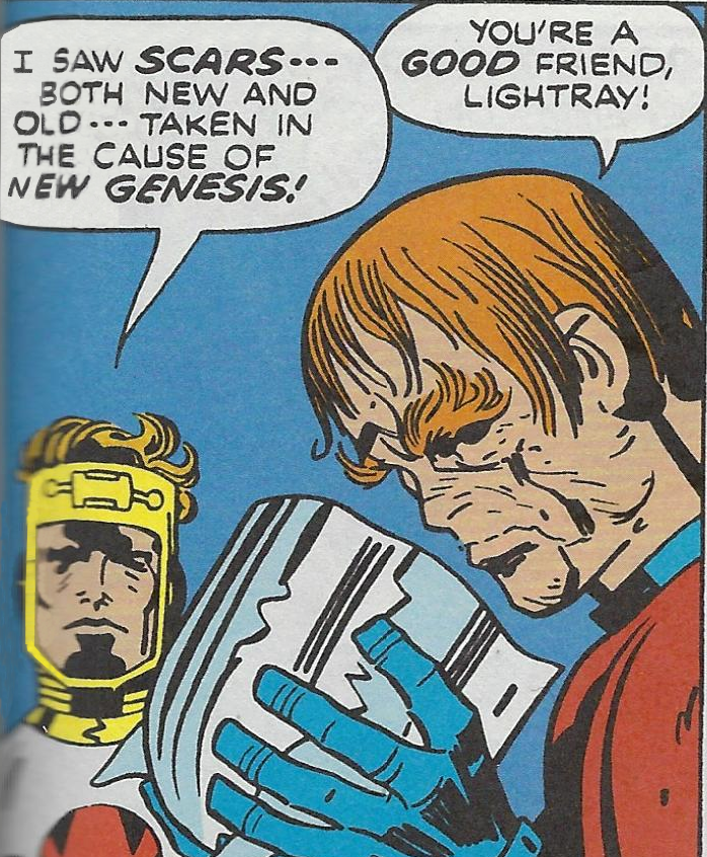 I SAW SCARS---
BOTH NEW AND
OLD--- TAKEN IN
THE CAUSE OF
NEW GENESIS!
YOU'RE A
GOOD FRIEND,
LIGHTRAY!